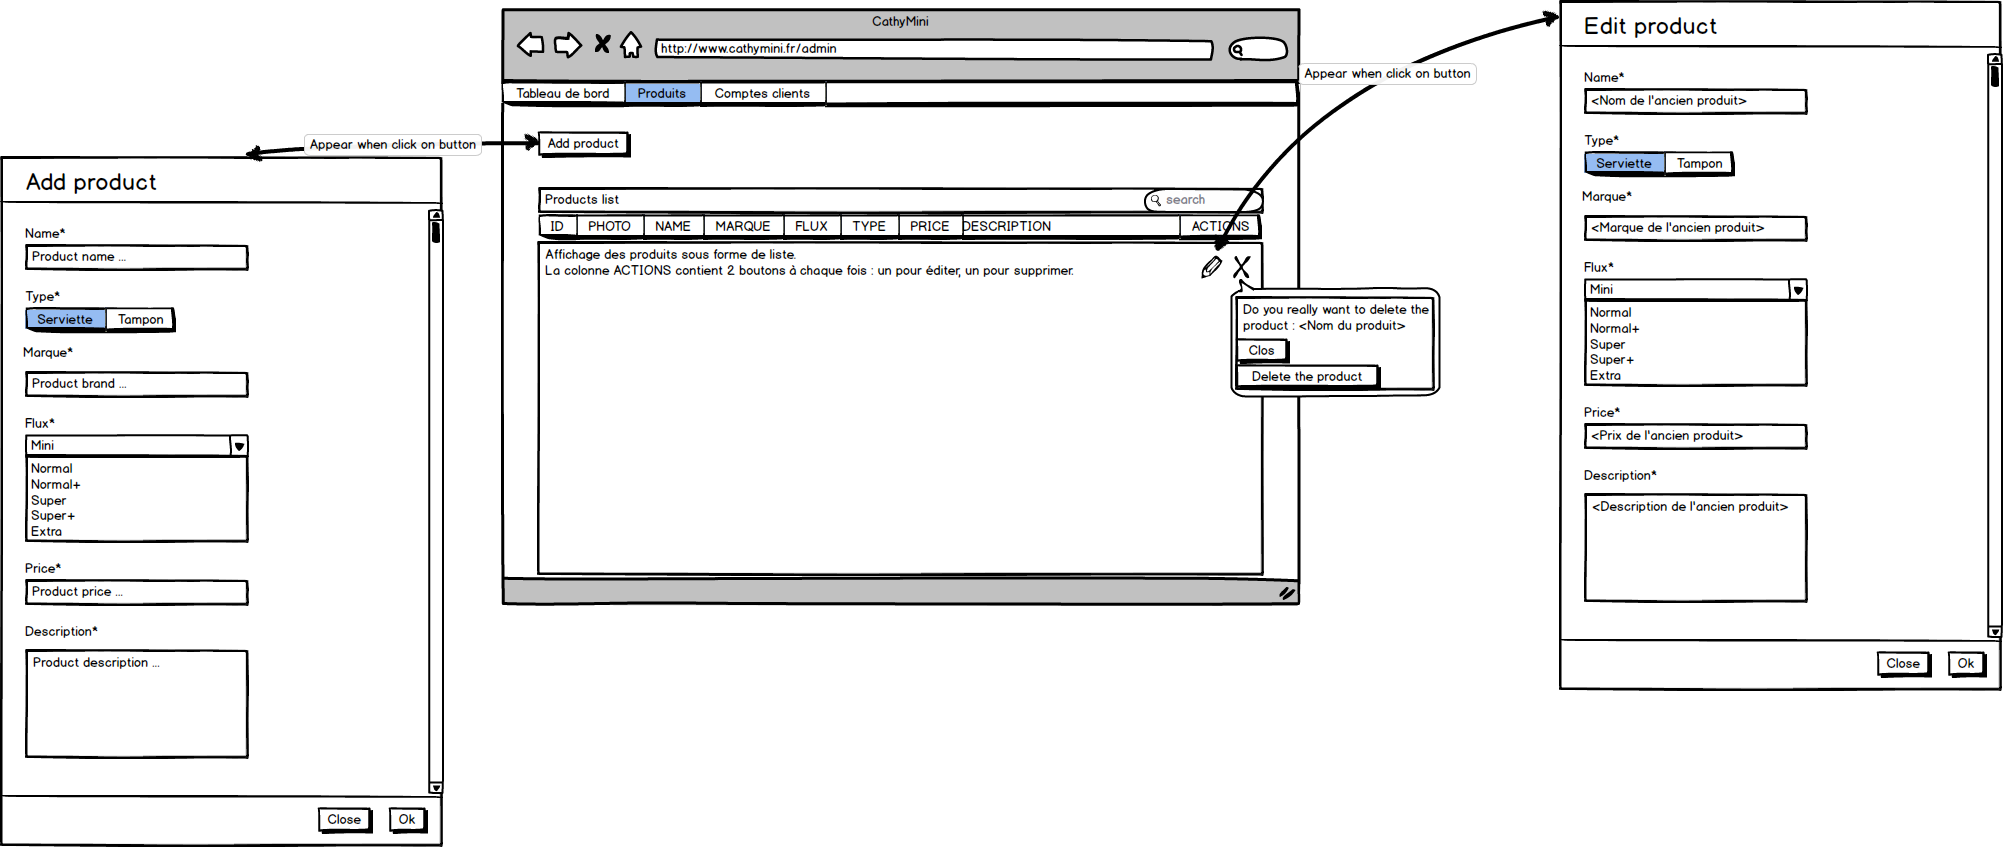 CathyMini
http://www.cathymini.fr/admin
Tableau de bord
Produits
Comptes clients
Appear when click on button
Add product
Products list
search
ID
PHOTO
NAME
MARQUE
FLUX
TYPE
PRICE
DESCRIPTION
ACTIONS
Affichage des produits sous forme de liste.
La colonne ACTIONS contient 2 boutons à chaque fois : un pour éditer, un pour supprimer.
Do you really want to delete the
product : <Nom du produit>
Clos
Delete the product
Appear when click on button
Add product
Name*
Product name ...
Type*
Serviette
Tampon
Marque*
Product brand ...
Flux*
Mini
Normal
Normal+
Super
Super+
Extra
Price*
Product price ...
Description*
Product description ...
Close
Ok
Edit product
Name*
<Nom de l'ancien produit>
Type*
Serviette
Tampon
Marque*
<Marque de l'ancien produit>
Flux*
Mini
Normal
Normal+
Super
Super+
Extra
Price*
<Prix de l'ancien produit>
Description*
<Description de l'ancien produit>
Close
Ok